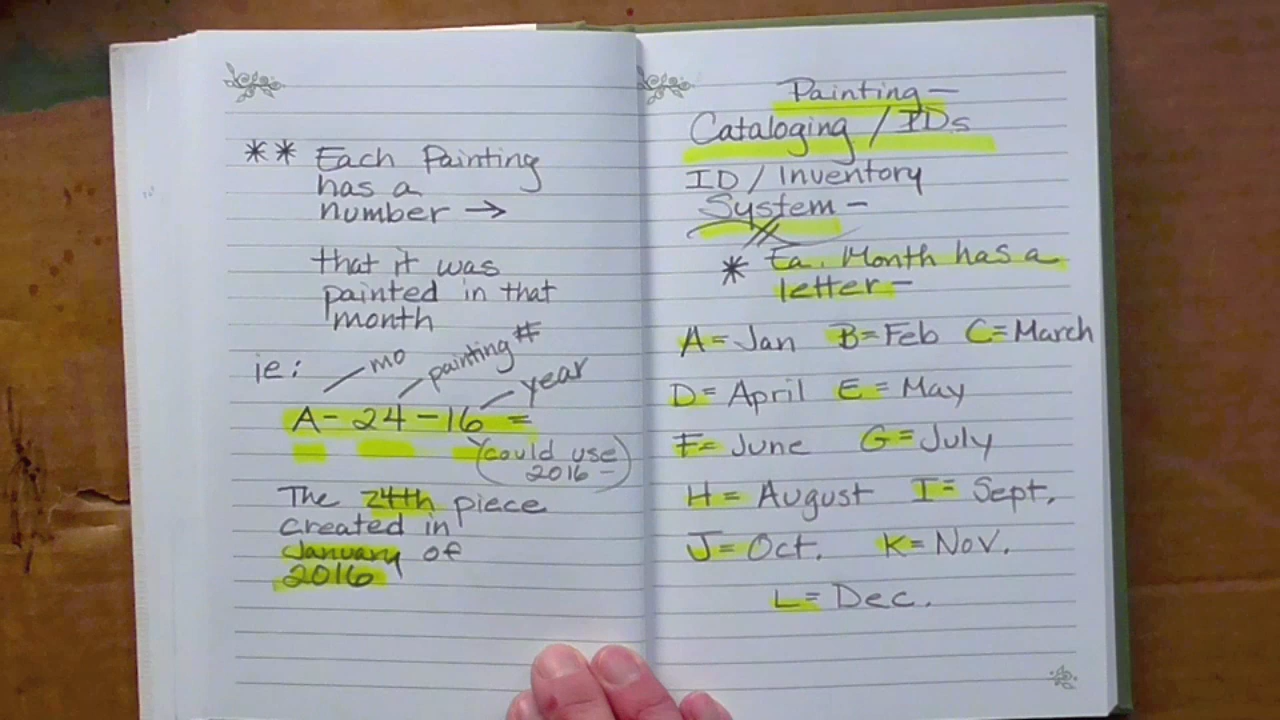 ** Each Painting
has a
number →
that it was
painted in that
month
ie:
mo
painting #
year
A - 24 - 16 =
(could use
2016 -)
The 24th piece
created in
January of
2016
Painting -
Cataloging / IDs
ID / Inventory
System -
* Ea. Month has a
letter -
A = Jan B = Feb C = March
D = April E = May
F = June G = July
H = August I = Sept.
J = Oct. K = Nov.
L = Dec.